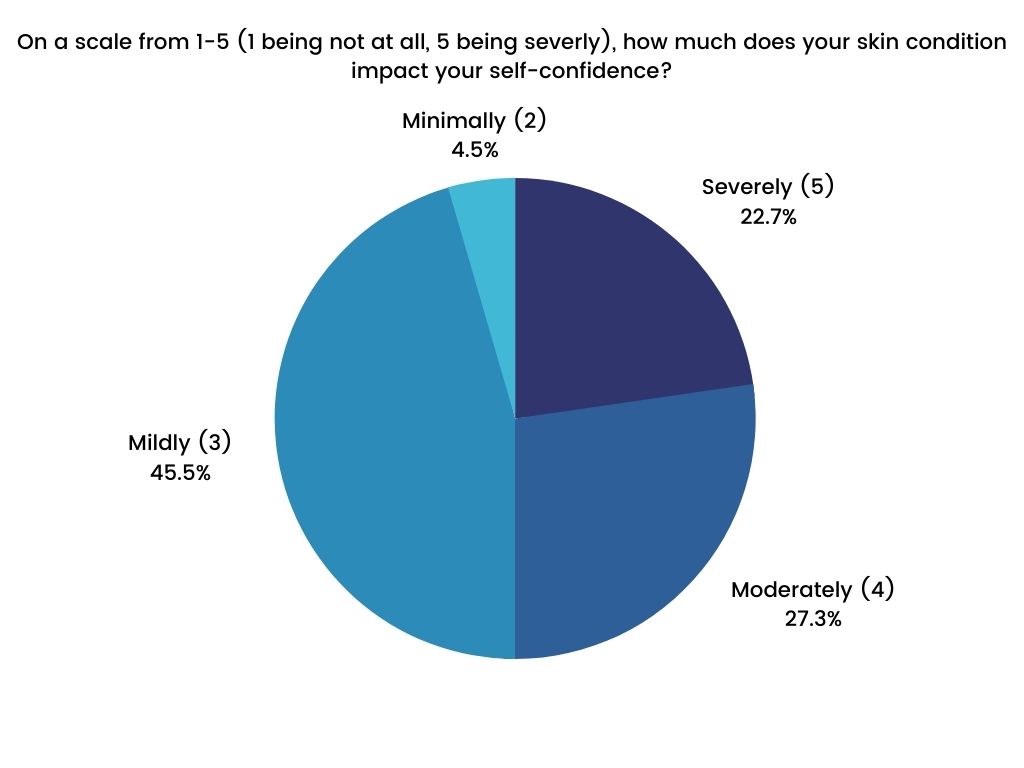 On a scale from 1-5 (1 being not at all, 5 being severly), how much does your skin condition
impact your self-confidence?
Minimally (2)
4.5%
Severely (5)
22.7%
Mildly (3)
45.5%
Moderately (4)
27.3%